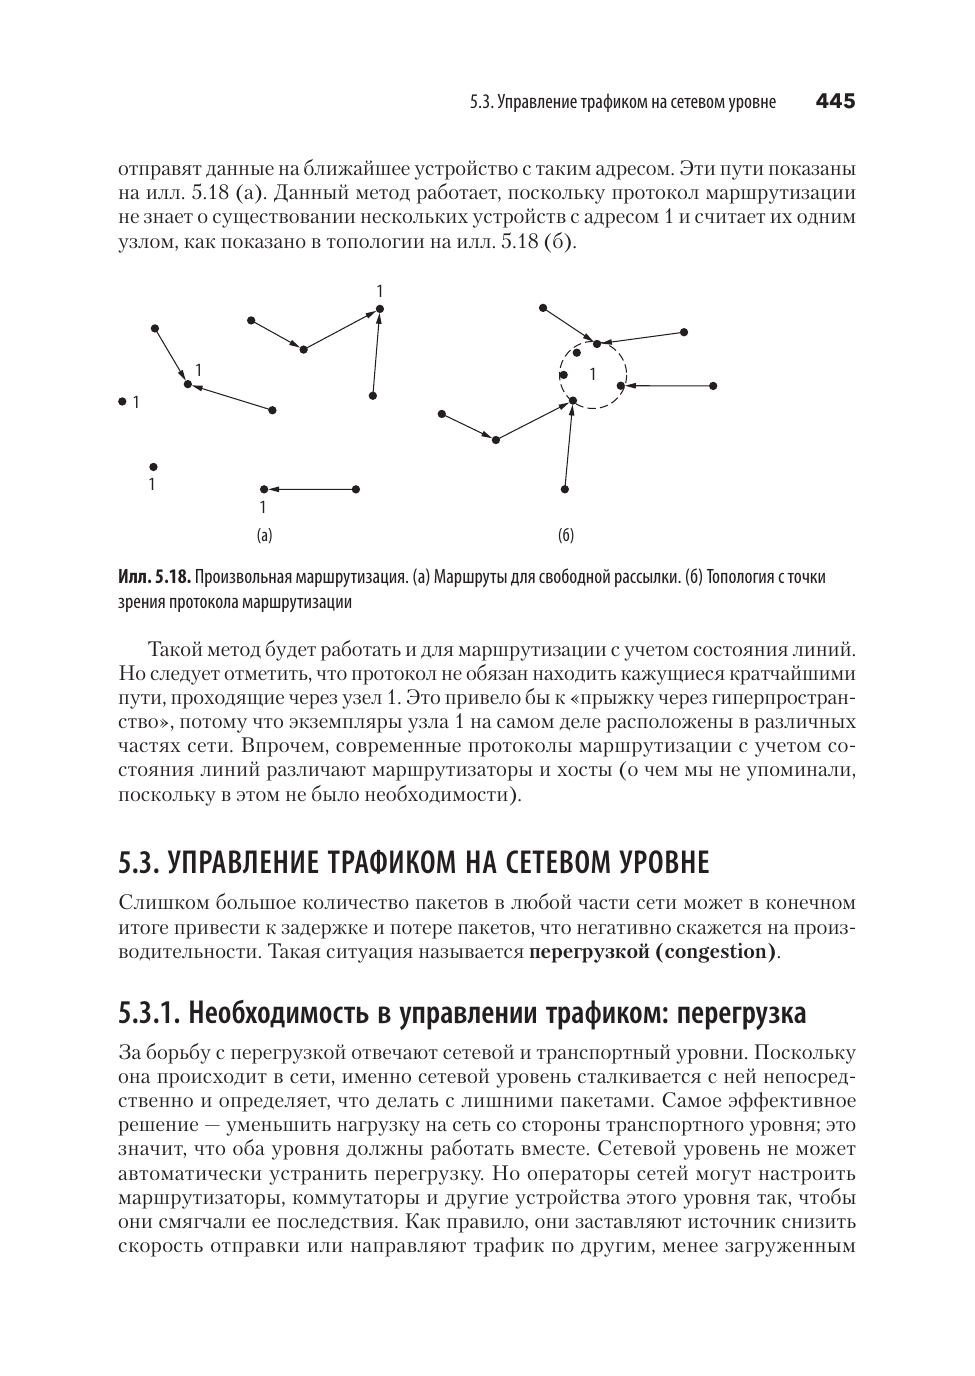 5.3. Управление трафиком на сетевом уровне 445
отправят данные на ближайшее устройство с таким адресом. Эти пути показаны
на илл. 5.18 (а). Данный метод работает, поскольку протокол маршрутизации
не знает о существовании нескольких устройств с адресом 1 и считает их одним
узлом, как показано в топологии на илл. 5.18 (б).
1
1
1
1
1
1
(а)
(б)
Илл. 5.18. Произвольная маршрутизация. (а) Маршруты для свободной рассылки. (б) Топология с точки
зрения протокола маршрутизации
Такой метод будет работать и для маршрутизации с учетом состояния линий.
Но следует отметить, что протокол не обязан находить кажущиеся кратчайшими
пути, проходящие через узел 1. Это привело бы к «прыжку через гиперпростран-
ство», потому что экземпляры узла 1 на самом деле расположены в различных
частях сети. Впрочем, современные протоколы маршрутизации с учетом со-
стояния линий различают маршрутизаторы и хосты (о чем мы не упоминали,
поскольку в этом не было необходимости).
5.3. УПРАВЛЕНИЕ ТРАФИКОМ НА СЕТЕВОМ УРОВНЕ
Слишком большое количество пакетов в любой части сети может в конечном
итоге привести к задержке и потере пакетов, что негативно скажется на произ-
водительности. Такая ситуация называется перегрузкой (congestion).
5.3.1. Необходимость в управлении трафиком: перегрузка
За борьбу с перегрузкой отвечают сетевой и транспортный уровни. Поскольку
она происходит в сети, именно сетевой уровень сталкивается с ней непосред-
ственно и определяет, что делать с лишними пакетами. Самое эффективное
решение — уменьшить нагрузку на сеть со стороны транспортного уровня; это
значит, что оба уровня должны работать вместе. Сетевой уровень не может
автоматически устранить перегрузку. Но операторы сетей могут настроить
маршрутизаторы, коммутаторы и другие устройства этого уровня так, чтобы
они смягчали ее последствия. Как правило, они заставляют источник снизить
скорость отправки или направляют трафик по другим, менее загруженным